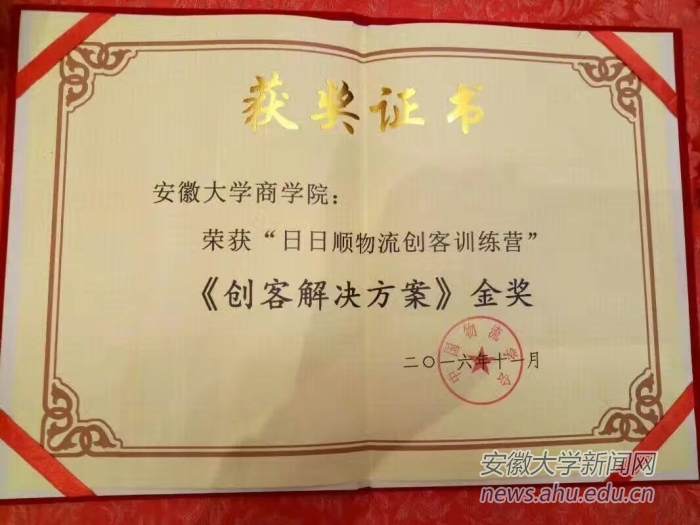 获奖证书
安徽大学商学院：
荣获“日日顺物流创客训练营”
《创客解决方案》金奖
二〇一六年十一月
中国物流学会
安徽大学新闻网
news.ahu.edu.cn